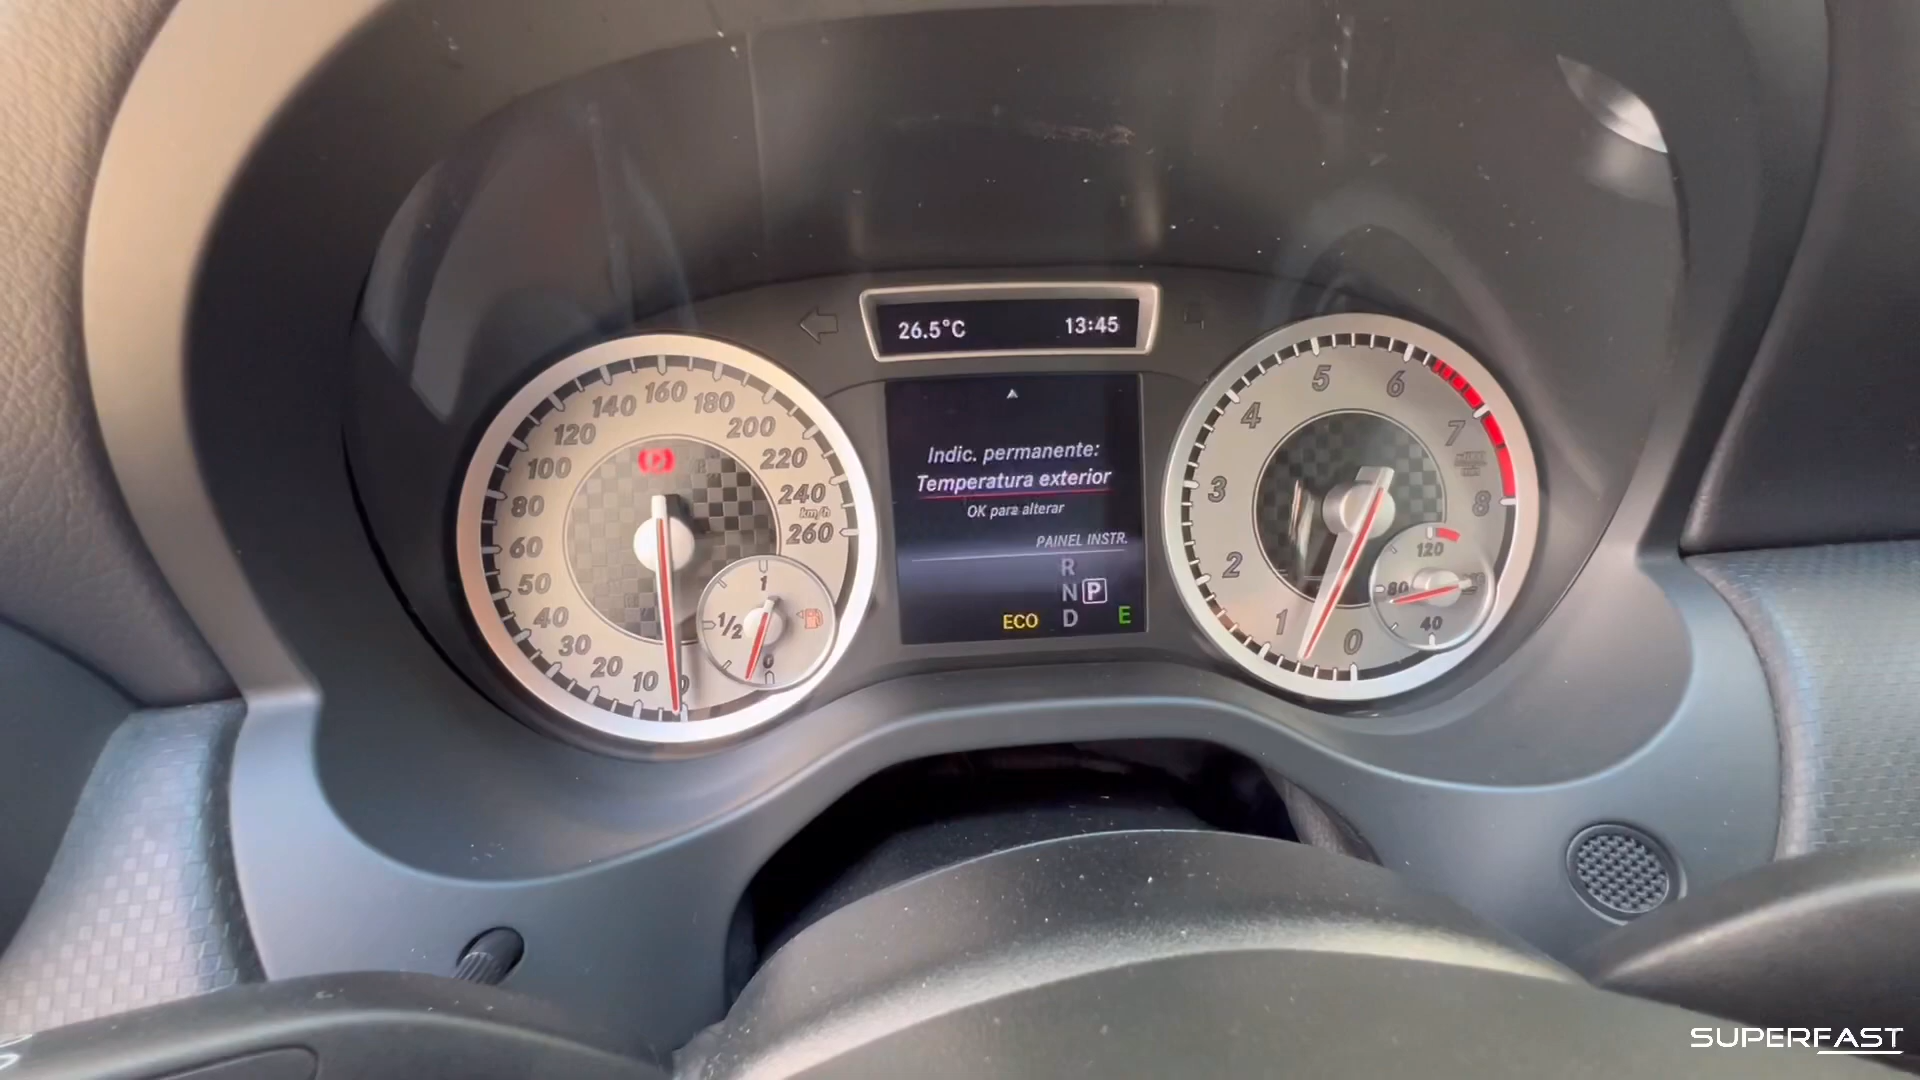 26.5°C 13:45
Indic. permanente:
Temperatura exterior
OK para alterar
PAINEL INSTR.
R
N P
ECO D E
0 10 20 30 40 50 60 80 100 120 140 160 180 200 220 240 260
km/h
1
1/2
0
0 1 2 3 4 5 6 7 8
120
80
40
SUPERFAST